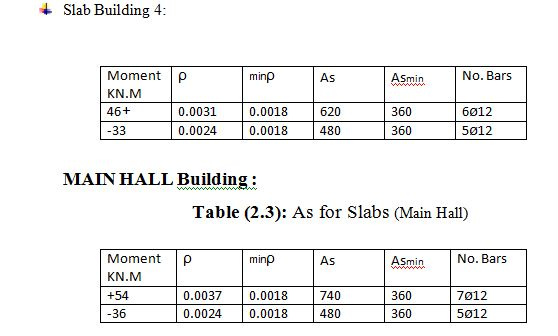 Slab Building 4:
Moment KN.M ρ minρ As Asmin No. Bars
46+ 0.0031 0.0018 620 360 6ø12
-33 0.0024 0.0018 480 360 5ø12
MAIN HALL Building :
Table (2.3): As for Slabs (Main Hall)
Moment KN.M ρ minρ As Asmin No. Bars
+54 0.0037 0.0018 740 360 7ø12
-36 0.0024 0.0018 480 360 5ø12